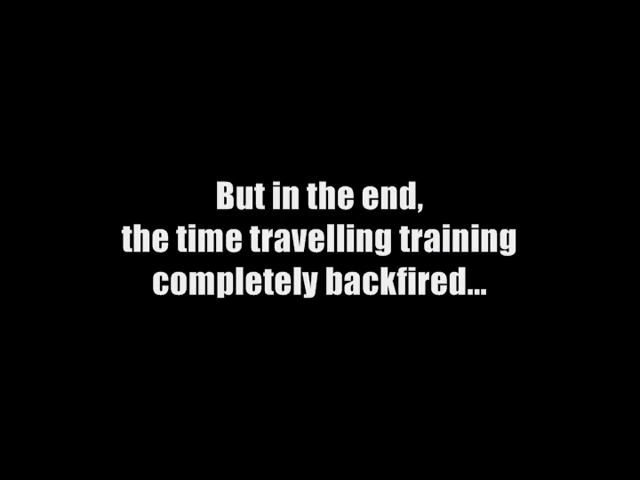 But in the end,
the time travelling training
completely backfired...